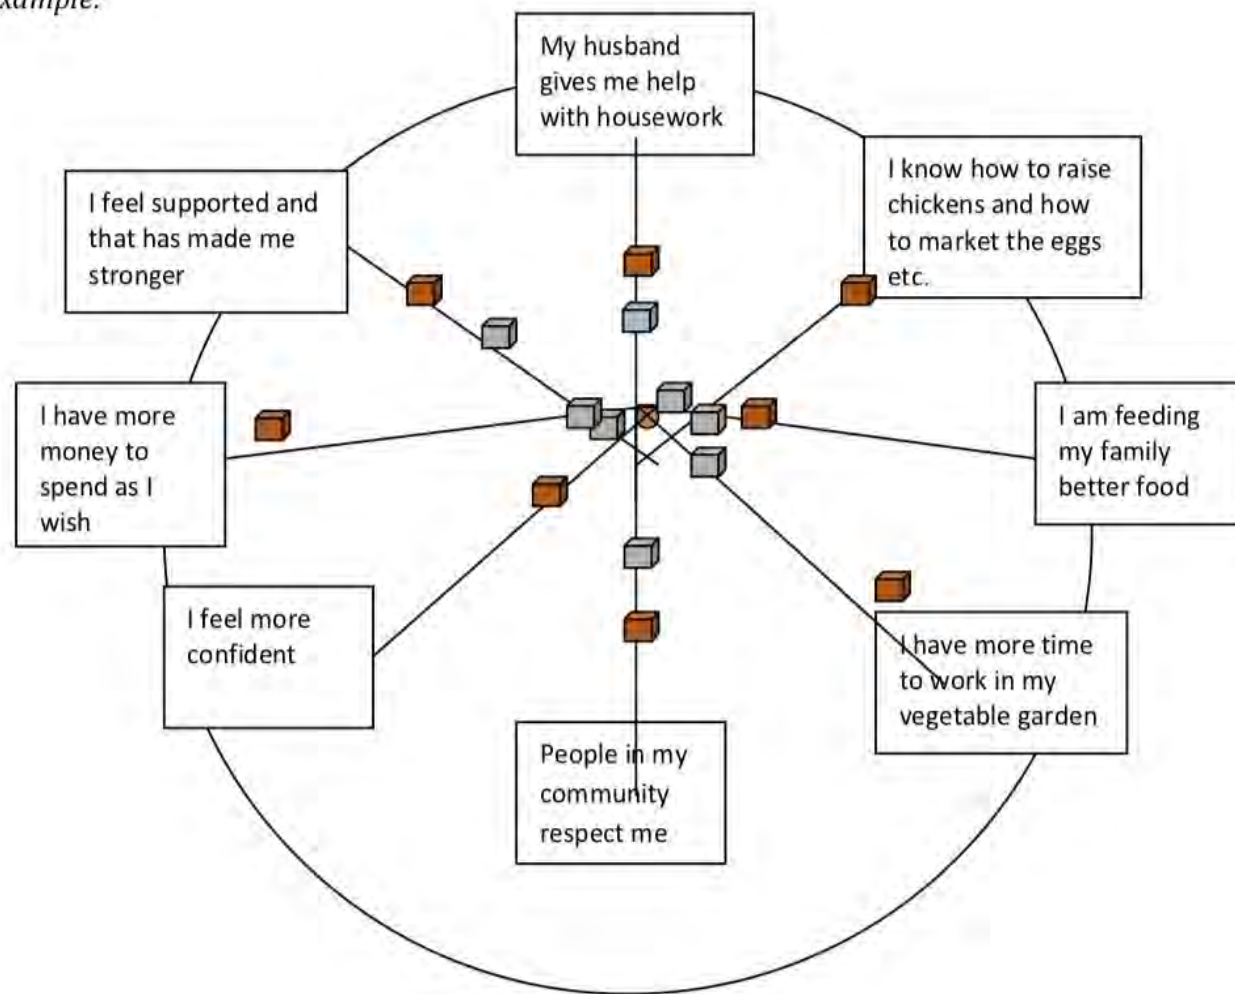 xample:
My husband
gives me help
with housework
I know how to raise
chickens and how
to market the eggs
etc.
I feel supported and
that has made me
stronger
I have more
money to
spend as I
wish
I am feeding
my family
better food
I feel more
confident
I have more time
to work in my
vegetable garden
People in my
community
respect me